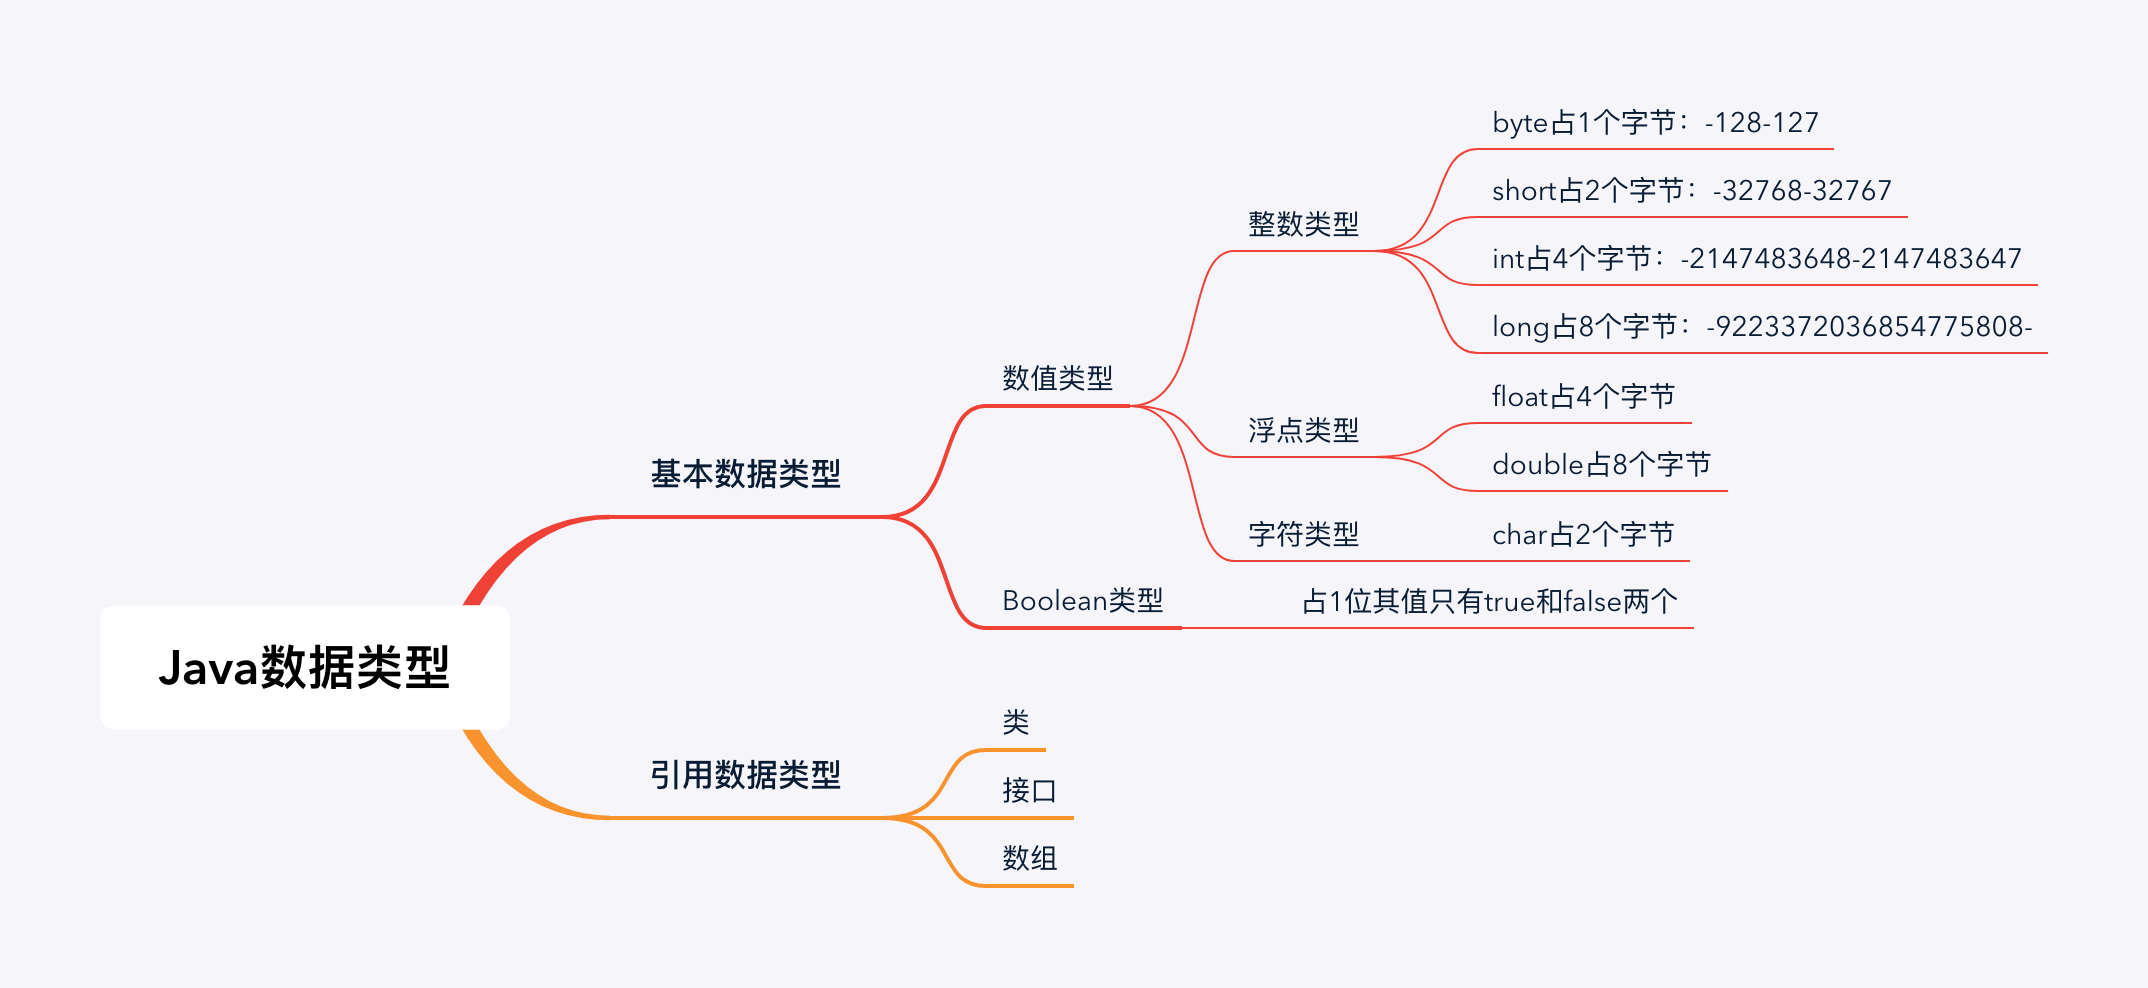 Java数据类型
基本数据类型
数值类型
整数类型
byte占1个字节：-128-127
short占2个字节：-32768-32767
int占4个字节：-2147483648-2147483647
long占8个字节：-9223372036854775808-
浮点类型
float占4个字节
double占8个字节
字符类型
char占2个字节
Boolean类型
占1位其值只有true和false两个
引用数据类型
类
接口
数组